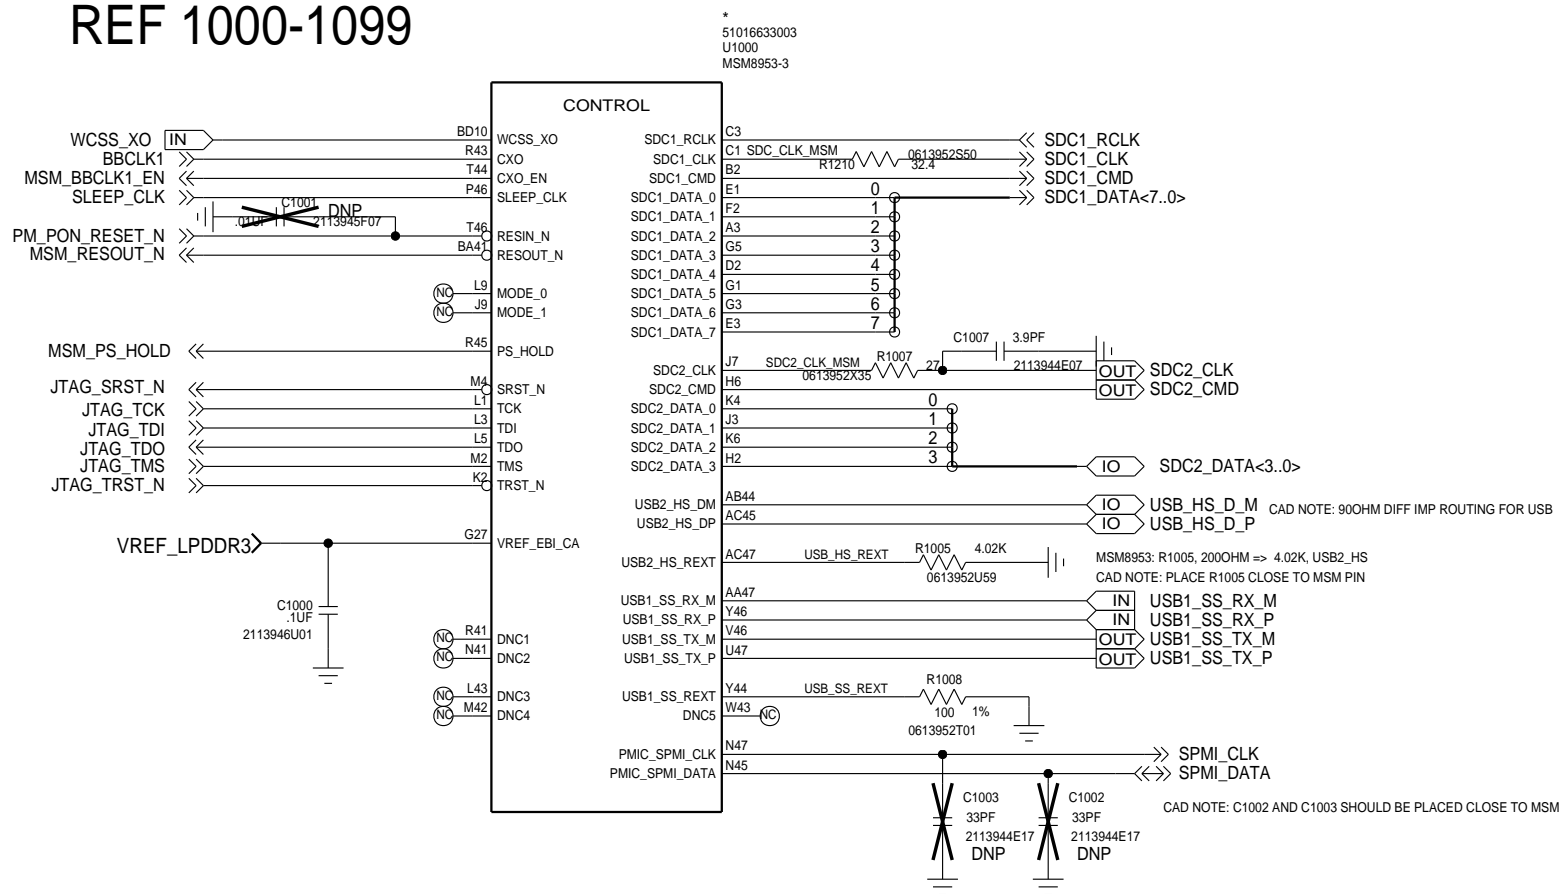 REF 1000-1099
*
51016633003
U1000
MSM8953-3
CONTROL
WCSS_XO IN BD10 WCSS_XO SDC1_RCLK C3 SDC1_RCLK
BBCLK1 R43 CXO SDC1_CLK C1 SDC_CLK_MSM R1210 0613952S50 32.4 SDC1_CLK
MSM_BBCLK1_EN T44 CXO_EN SDC1_CMD B2 SDC1_CMD
SLEEP_CLK P46 SLEEP_CLK SDC1_DATA_0 E1 0 SDC1_DATA<7..0>
C1001 DNP
.01UF 2113945F07 SDC1_DATA_1 F2 1
PM_PON_RESET_N T46 RESIN_N SDC1_DATA_2 A3 2
MSM_RESOUT_N BA41 RESOUT_N SDC1_DATA_3 G5 3
SDC1_DATA_4 D2 4
NC L9 MODE_0 SDC1_DATA_5 G1 5
NC J9 MODE_1 SDC1_DATA_6 G3 6
SDC1_DATA_7 E3 7
C1007 3.9PF
MSM_PS_HOLD R45 PS_HOLD
SDC2_CLK J7 SDC2_CLK_MSM R1007 0613952X35 27 2113944E07 OUT SDC2_CLK
JTAG_SRST_N M4 SRST_N SDC2_CMD H6 OUT SDC2_CMD
JTAG_TCK L1 TCK SDC2_DATA_0 K4 0
JTAG_TDI L3 TDI SDC2_DATA_1 J3 1
JTAG_TDO L5 TDO SDC2_DATA_2 K6 2
JTAG_TMS M2 TMS SDC2_DATA_3 H2 3 IO SDC2_DATA<3..0>
JTAG_TRST_N K2 TRST_N
USB2_HS_DM AB44 IO USB_HS_D_M CAD NOTE: 90OHM DIFF IMP ROUTING FOR USB
USB2_HS_DP AC45 IO USB_HS_D_P
VREF_LPDDR3 G27 VREF_EBI_CA
USB2_HS_REXT AC47 USB_HS_REXT R1005 4.02K MSM8953: R1005, 200OHM => 4.02K, USB2_HS
0613952U59 CAD NOTE: PLACE R1005 CLOSE TO MSM PIN
C1000 USB1_SS_RX_M AA47 IN USB1_SS_RX_M
.1UF USB1_SS_RX_P Y46 IN USB1_SS_RX_P
2113946U01
NC R41 DNC1 USB1_SS_TX_M V46 OUT USB1_SS_TX_M
NC N41 DNC2 USB1_SS_TX_P U47 OUT USB1_SS_TX_P
NC L43 DNC3 USB1_SS_REXT Y44 USB_SS_REXT R1008
NC M42 DNC4 DNC5 W43 NC 100 1%
0613952T01
PMIC_SPMI_CLK N47 SPMI_CLK
PMIC_SPMI_DATA N45 SPMI_DATA
C1003 C1002 CAD NOTE: C1002 AND C1003 SHOULD BE PLACED CLOSE TO MSM
33PF 33PF
2113944E17 2113944E17
DNP DNP